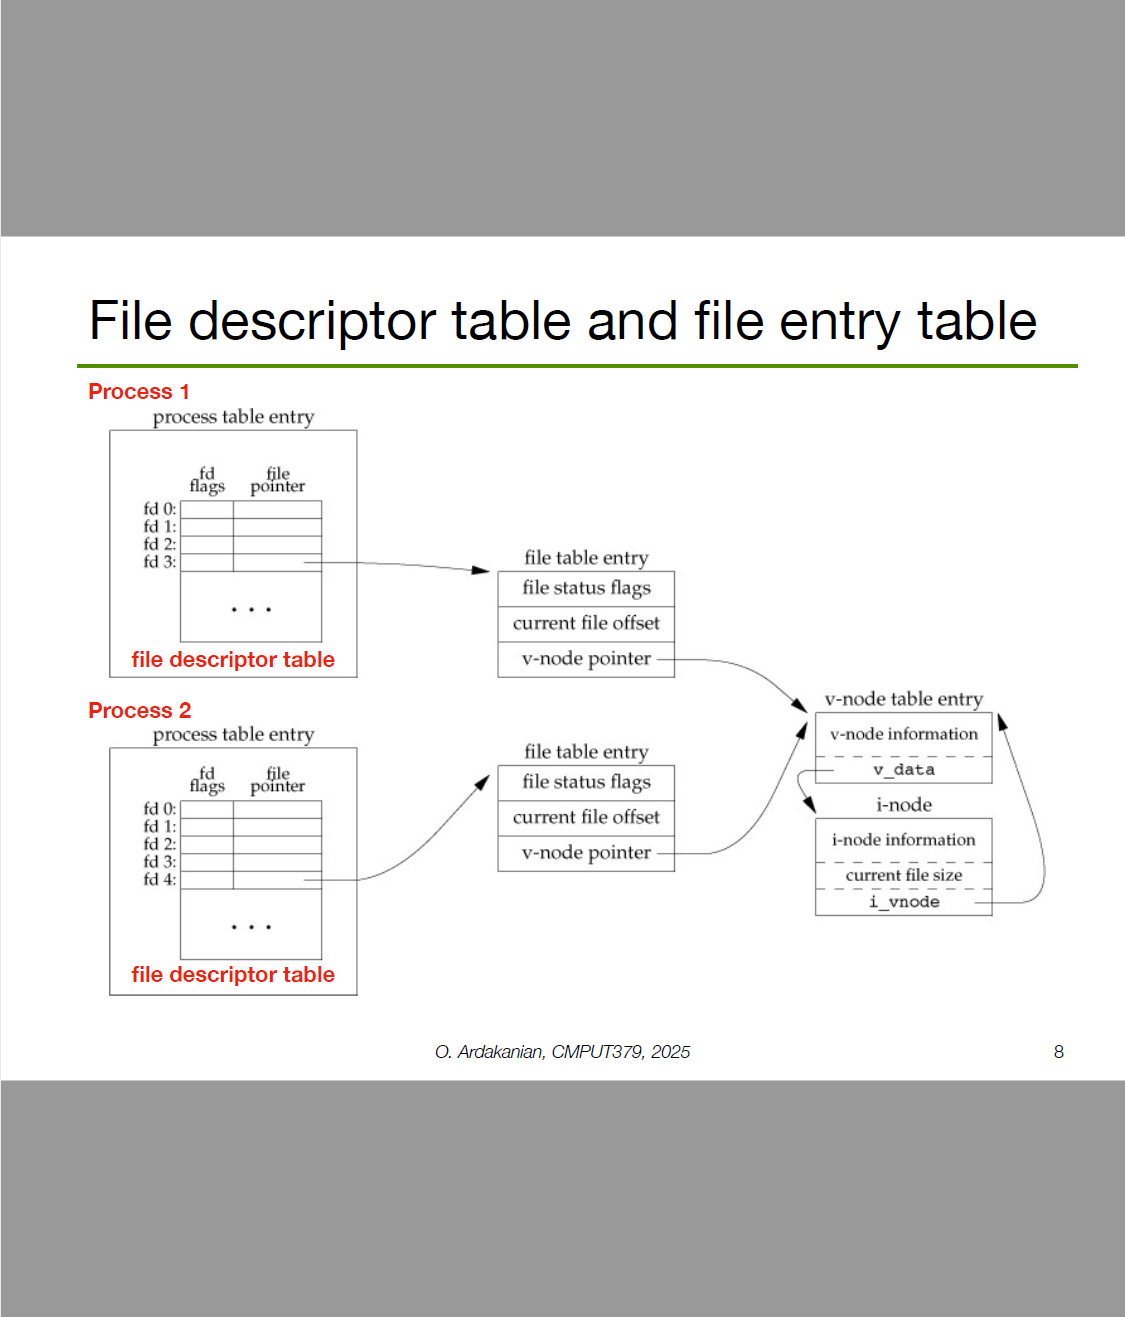 File descriptor table and file entry table
Process 1
process table entry
fd flags
file pointer
fd 0:
fd 1:
fd 2:
fd 3:
. . .
file descriptor table
file table entry
file status flags
current file offset
v-node pointer
Process 2
process table entry
fd flags
file pointer
fd 0:
fd 1:
fd 2:
fd 3:
fd 4:
. . .
file descriptor table
file table entry
file status flags
current file offset
v-node pointer
v-node table entry
v-node information
v_data
i-node
i-node information
current file size
i_vnode
O. Ardakanian, CMPUT379, 2025
8